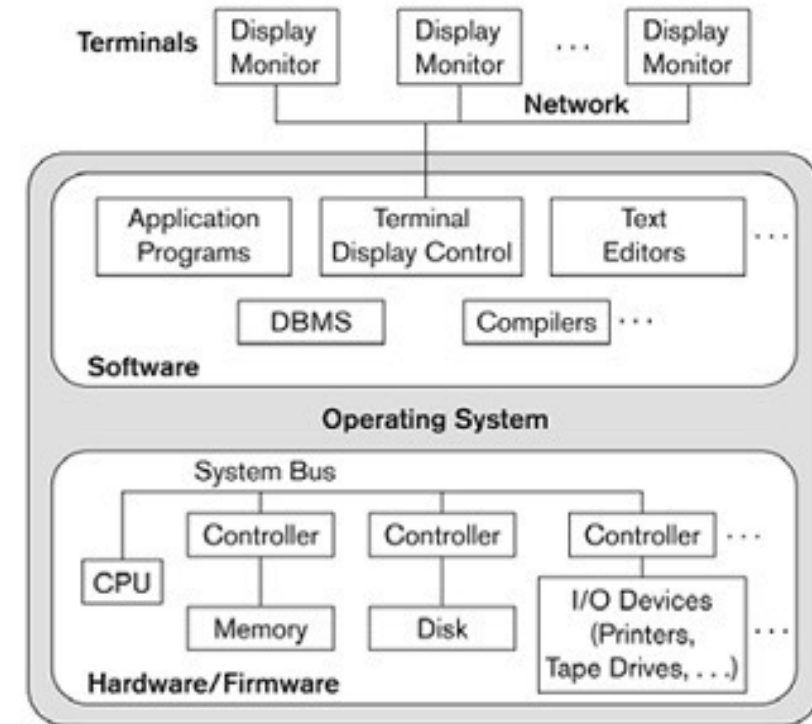 Terminals
Display
Monitor
Display
Monitor
...
Display
Monitor
Network
Application
Programs
Terminal
Display Control
Text
Editors
...
DBMS
Compilers
...
Software
Operating System
System Bus
Controller
Controller
Controller
...
CPU
Memory
Disk
I/O Devices
(Printers,
Tape Drives, . . .)
...
Hardware/Firmware